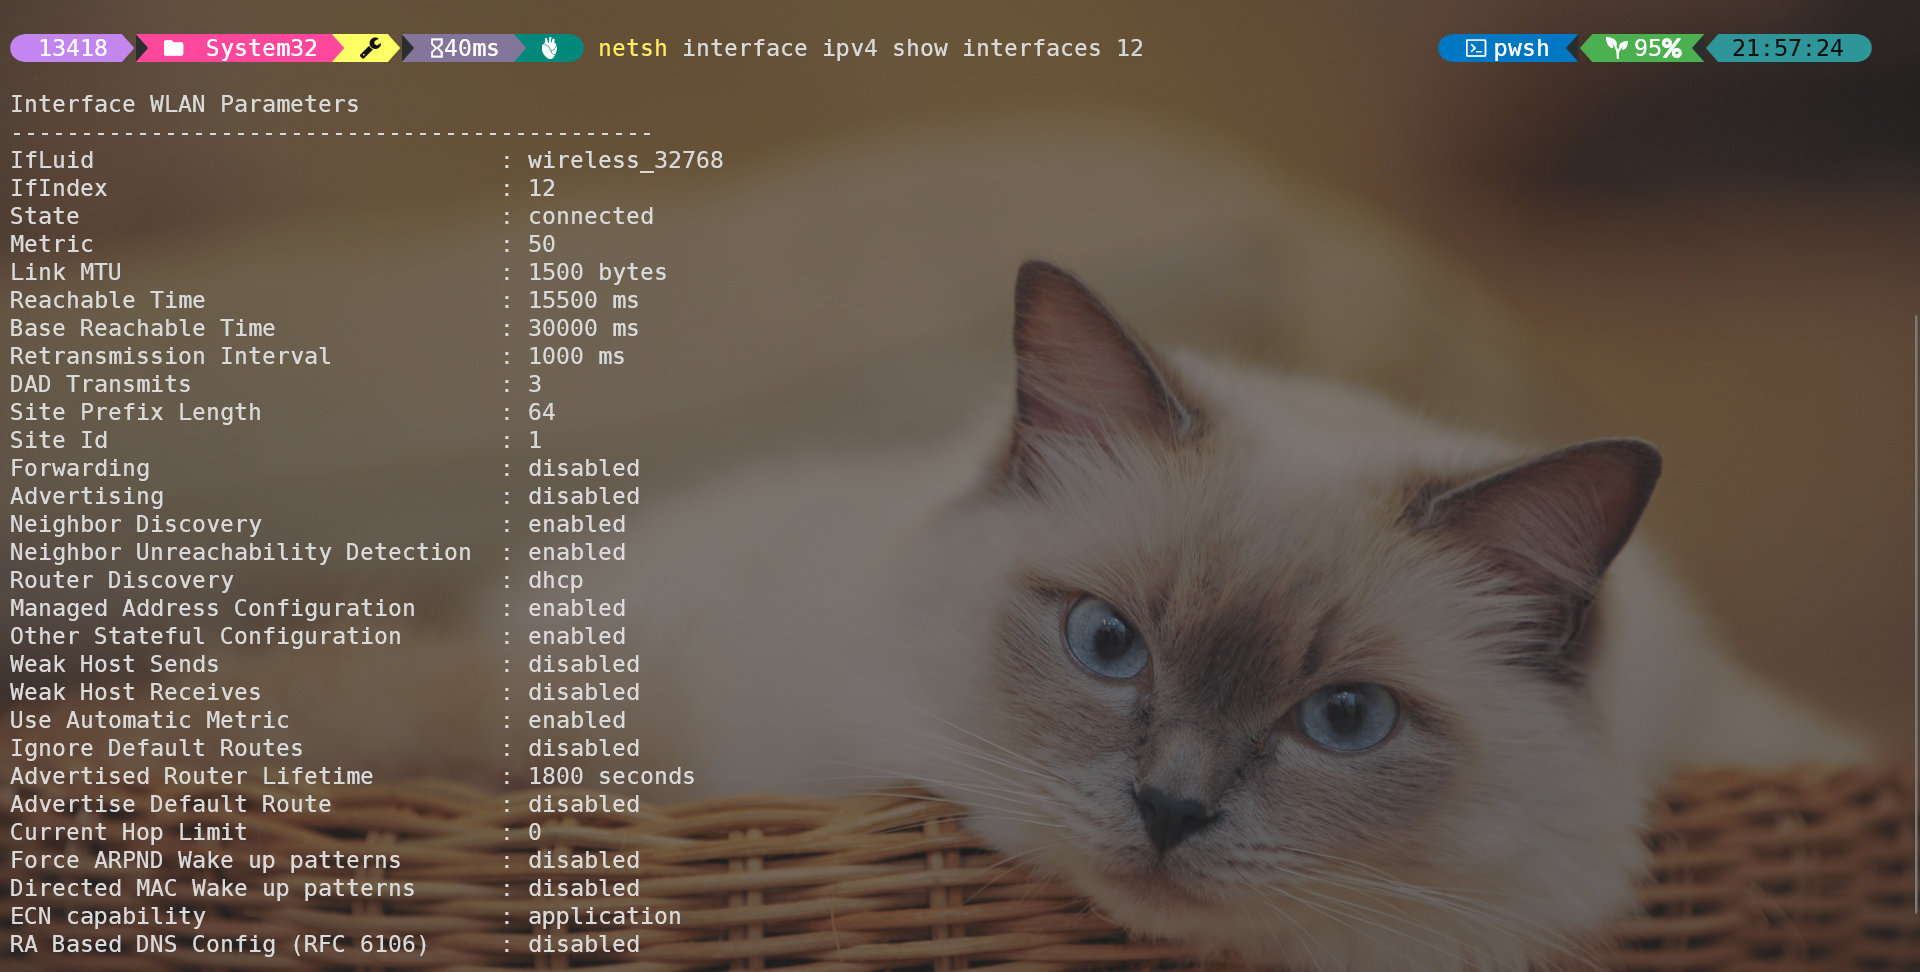 13418 System32 40ms netsh interface ipv4 show interfaces 12 pwsh 95% 21:57:24
Interface WLAN Parameters
----------------------------------------------
IfLuid : wireless_32768
IfIndex : 12
State : connected
Metric : 50
Link MTU : 1500 bytes
Reachable Time : 15500 ms
Base Reachable Time : 30000 ms
Retransmission Interval : 1000 ms
DAD Transmits : 3
Site Prefix Length : 64
Site Id : 1
Forwarding : disabled
Advertising : disabled
Neighbor Discovery : enabled
Neighbor Unreachability Detection : enabled
Router Discovery : dhcp
Managed Address Configuration : enabled
Other Stateful Configuration : enabled
Weak Host Sends : disabled
Weak Host Receives : disabled
Use Automatic Metric : enabled
Ignore Default Routes : disabled
Advertised Router Lifetime : 1800 seconds
Advertise Default Route : disabled
Current Hop Limit : 0
Force ARPND Wake up patterns : disabled
Directed MAC Wake up patterns : disabled
ECN capability : application
RA Based DNS Config (RFC 6106) : disabled